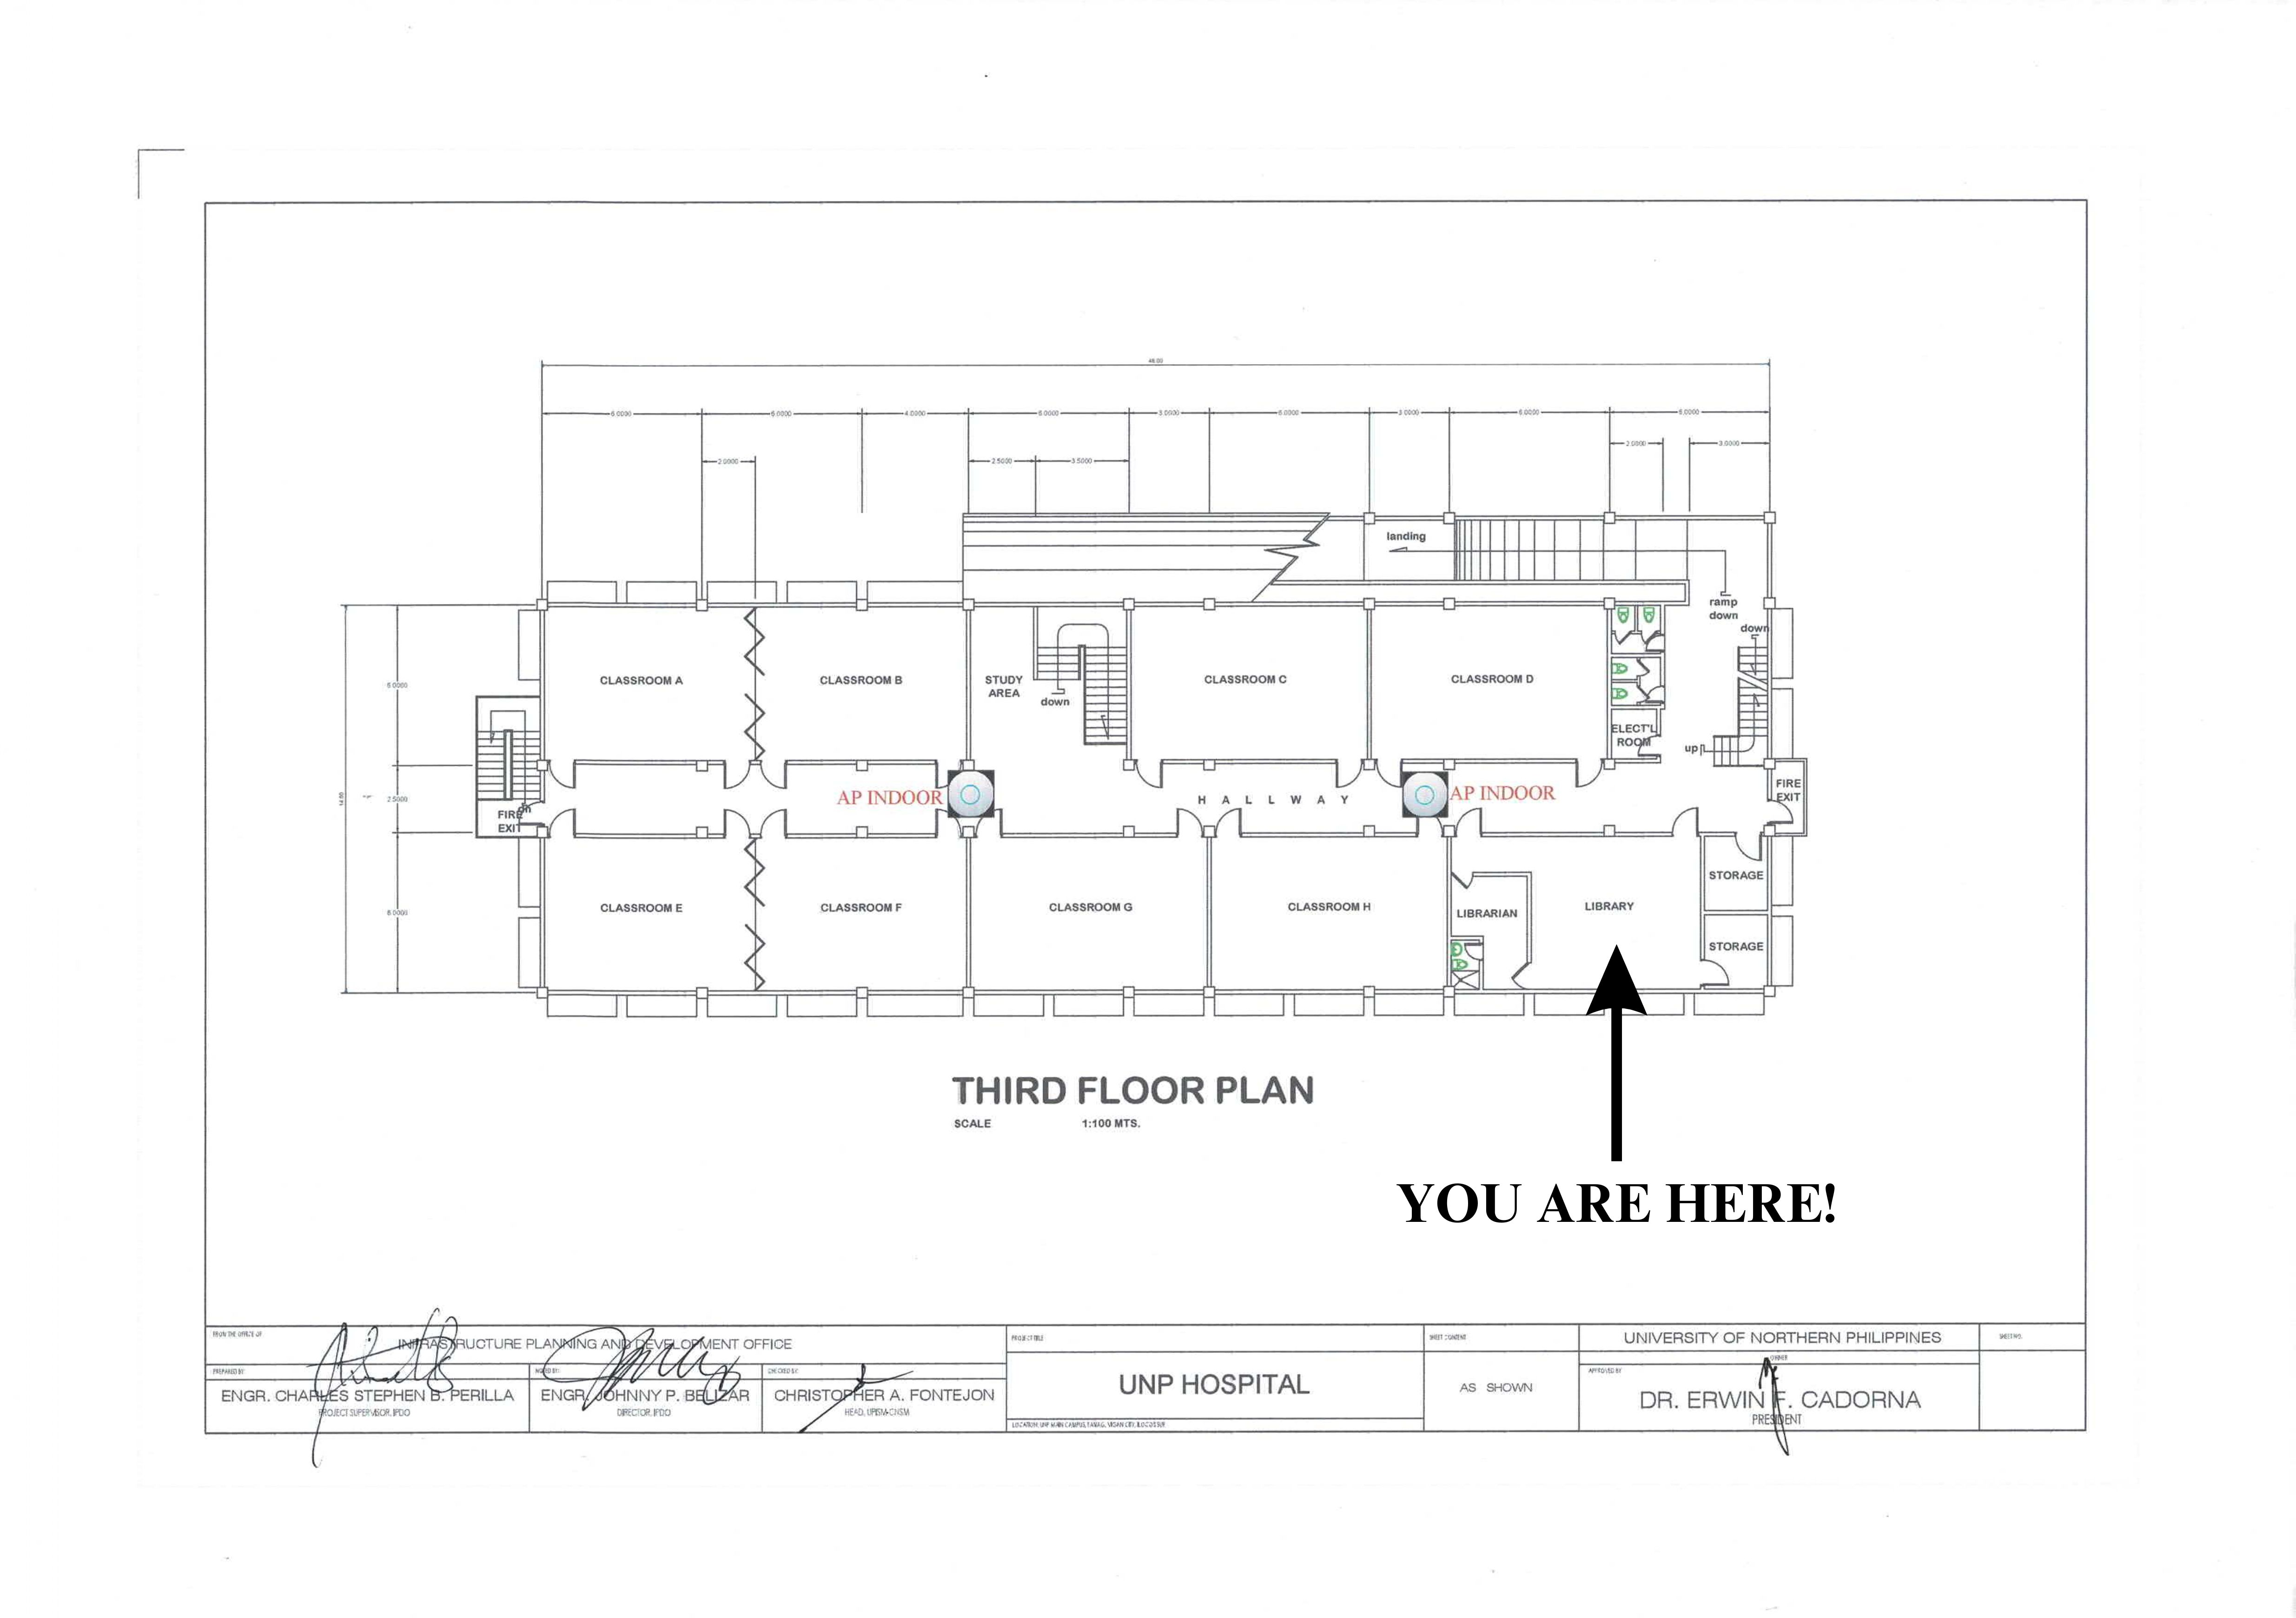 48.00
6.0000 6.0000 4.0000 6.0000 3.0000 6.0000 3.0000 6.0000 6.0000
2.0000 3.0000
2.0000 2.5000 3.5000
landing
ramp
down
down
CLASSROOM A
CLASSROOM B
STUDY
AREA
down
CLASSROOM C
CLASSROOM D
6.0000
ELECT'L
ROOM
up
FIRE
EXIT
AP INDOOR
HALLWAY
AP INDOOR
2.5000
dn
FIRE
EXIT
CLASSROOM E
CLASSROOM F
CLASSROOM G
CLASSROOM H
LIBRARIAN
LIBRARY
STORAGE
STORAGE
6.0000
THIRD FLOOR PLAN
SCALE 1:100 MTS.
YOU ARE HERE!
FROM THE OFFICE OF
INFRASTRUCTURE PLANNING AND DEVELOPMENT OFFICE
PREPARED BY:
ENGR. CHARLES STEPHEN B. PERILLA
PROJECT SUPERVISOR, IPDO
NOTED BY:
ENGR. JOHNNY P. BELIZAR
DIRECTOR, IPDO
CHECKED BY:
CHRISTOPHER A. FONTEJON
PROJECT TITLE
UNP HOSPITAL
LOCATION: UNP MAIN CAMPUS, TAMAG, VIGAN CITY, ILOCOS SUR
SHEET CONTENT
AS SHOWN
UNIVERSITY OF NORTHERN PHILIPPINES
OWNER
APPROVED BY
DR. ERWIN F. CADORNA
PRESIDENT
SHEET NO.